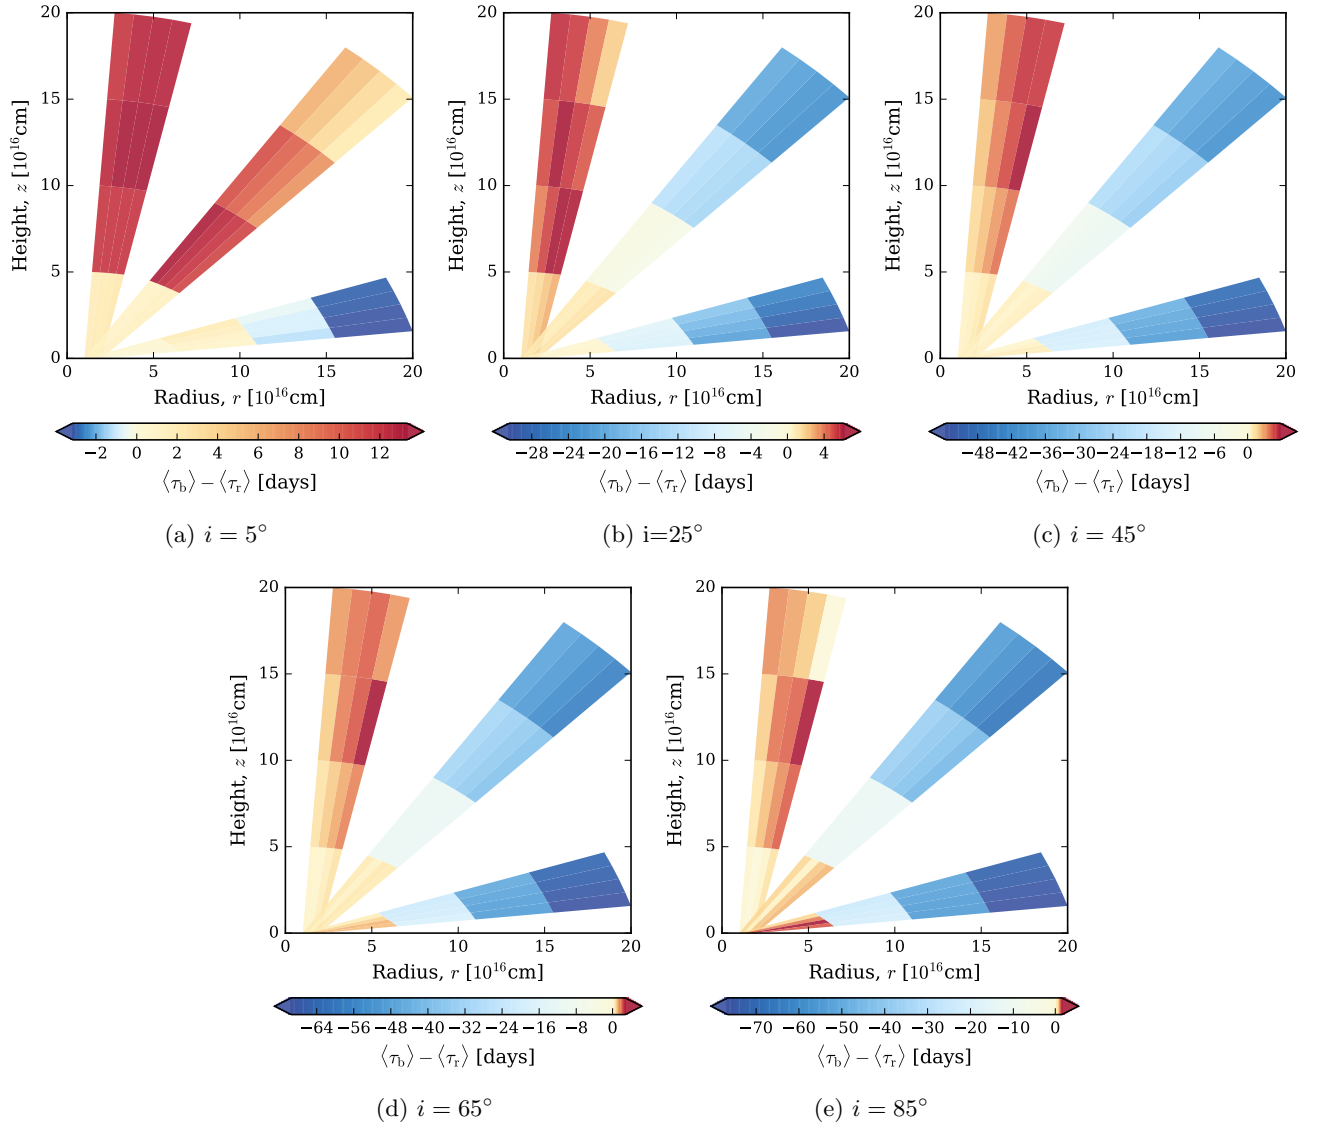 20
15
10
5
0
Height, z [10^16 cm]
0 5 10 15 20
Radius, r [10^16 cm]
−2 0 2 4 6 8 10 12
⟨τ_b⟩ − ⟨τ_r⟩ [days]
(a) i = 5°
20
15
10
5
0
Height, z [10^16 cm]
0 5 10 15 20
Radius, r [10^16 cm]
−28 −24 −20 −16 −12 −8 −4 0 4
⟨τ_b⟩ − ⟨τ_r⟩ [days]
(b) i=25°
20
15
10
5
0
Height, z [10^16 cm]
0 5 10 15 20
Radius, r [10^16 cm]
−48 −42 −36 −30 −24 −18 −12 −6 0
⟨τ_b⟩ − ⟨τ_r⟩ [days]
(c) i = 45°
20
15
10
5
0
Height, z [10^16 cm]
0 5 10 15 20
Radius, r [10^16 cm]
−64 −56 −48 −40 −32 −24 −16 −8 0
⟨τ_b⟩ − ⟨τ_r⟩ [days]
(d) i = 65°
20
15
10
5
0
Height, z [10^16 cm]
0 5 10 15 20
Radius, r [10^16 cm]
−70 −60 −50 −40 −30 −20 −10 0
⟨τ_b⟩ − ⟨τ_r⟩ [days]
(e) i = 85°